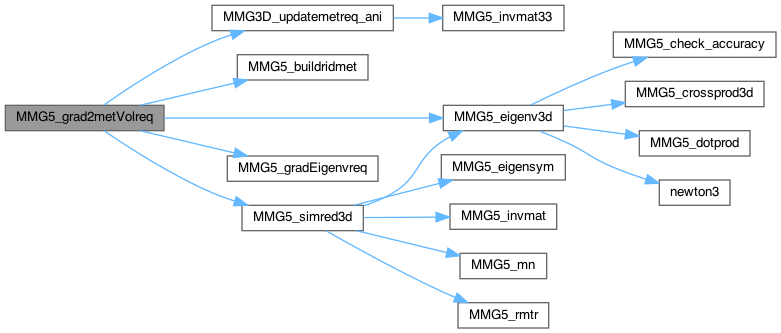 MMG5_grad2metVolreq
MMG3D_updatemetreq_ani
MMG5_invmat33
MMG5_buildridmet
MMG5_eigenv3d
MMG5_check_accuracy
MMG5_crossprod3d
MMG5_dotprod
newton3
MMG5_gradEigenvreq
MMG5_simred3d
MMG5_eigensym
MMG5_invmat
MMG5_mn
MMG5_rmtr